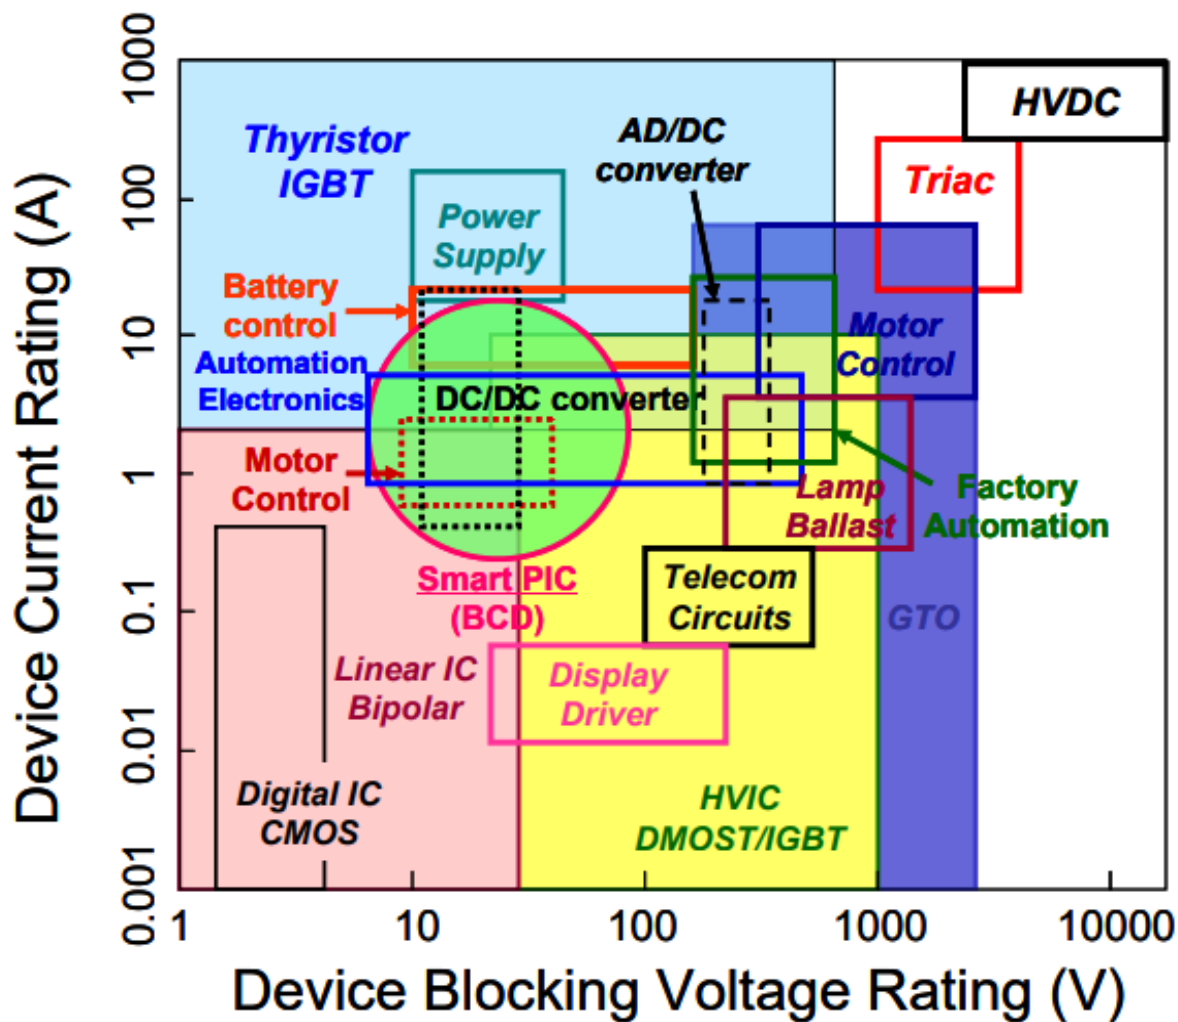 1000
100
10
1
0.1
0.01
0.001
Device Current Rating (A)
HVDC
AD/DC
converter
Thyristor
IGBT
Triac
Power
Supply
Battery
control
Motor
Control
Automation
Electronics
DC/DC converter
Motor
Control
Lamp
Ballast
Factory
Automation
Smart PIC
(BCD)
Telecom
Circuits
GTO
Linear IC
Bipolar
Display
Driver
Digital IC
CMOS
HVIC
DMOST/IGBT
1
10
100
1000
10000
Device Blocking Voltage Rating (V)